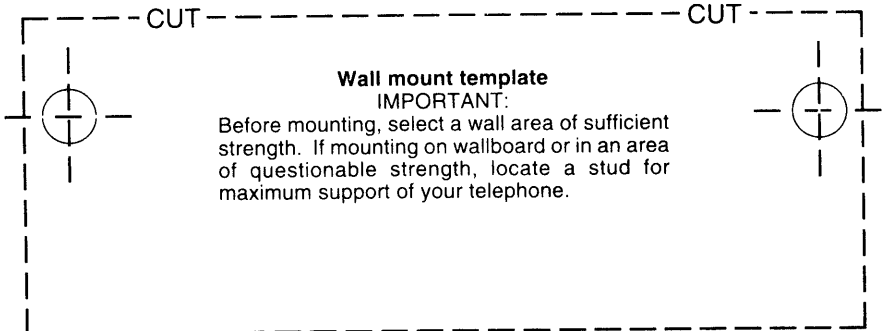 CUT CUT
Wall mount template
IMPORTANT:
Before mounting, select a wall area of sufficient
strength. If mounting on wallboard or in an area
of questionable strength, locate a stud for
maximum support of your telephone.